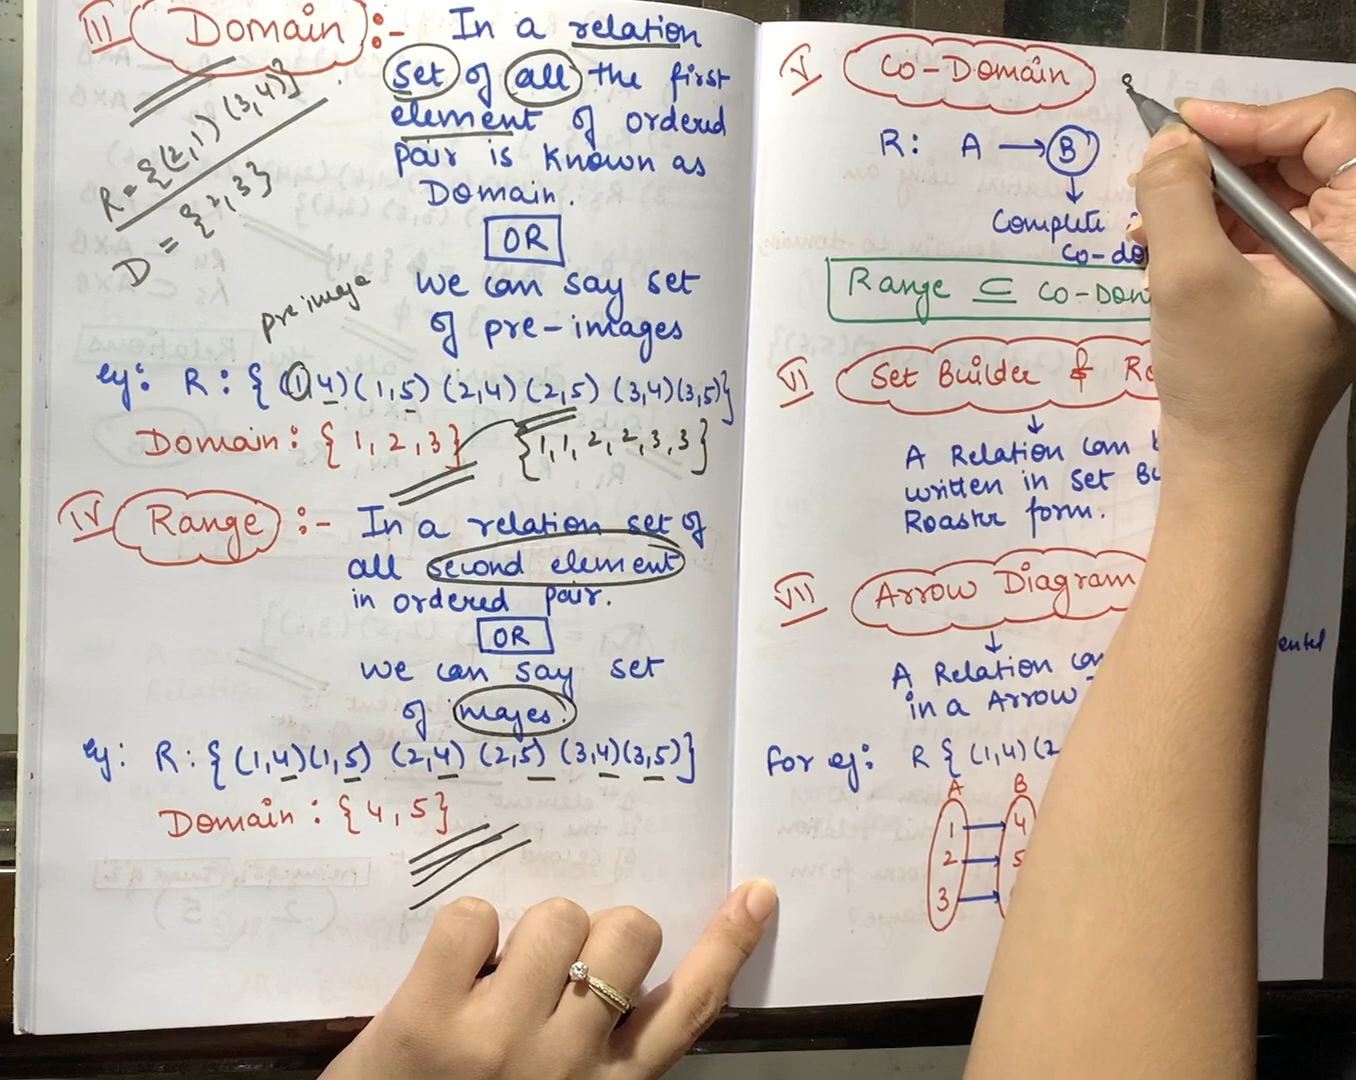 III Domain :- In a relation
set of all the first
element of ordered
pair is known as
Domain.
R = {(2,1) (3,4)}
D = {2,3}
OR
we can say set
of pre-images
pre image
eg: R : { (1,4) (1,5) (2,4) (2,5) (3,4)(3,5)}
Domain : { 1, 2, 3} {1,1,2,2,3,3}
IV Range :- In a relation set of
all second element
in ordered pair.
OR
we can say set
of images.
eg: R : { (1,4)(1,5) (2,4) (2,5) (3,4)(3,5)}
Domain : {4,5}
V Co-Domain
R: A → B
Complete
Co-do
Range ⊆ Co-Dom
VI Set Builder & Ro
A Relation can b
written in Set Bu
Roaster form.
VII Arrow Diagram
A Relation can
ented
in a Arrow
For eg: R { (1,4) (2
A B
1 4
2 5
3